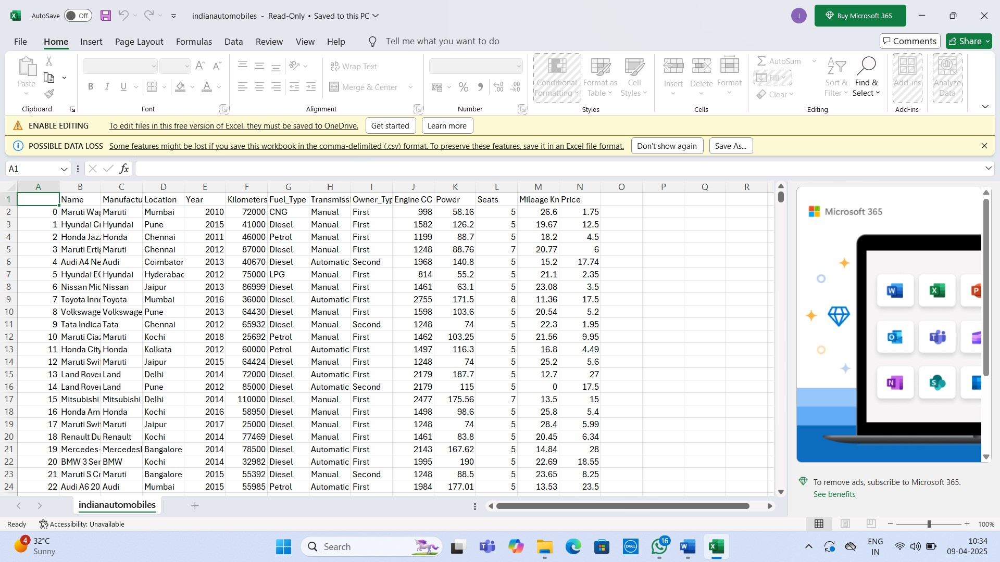 AutoSave Off indianautomobiles - Read-Only • Saved to this PC J Buy Microsoft 365
File Home Insert Page Layout Formulas Data Review View Help Tell me what you want to do Comments Share
Paste
Clipboard
B I U A
Font
ab Wrap Text
Merge & Center
Alignment
%
Number
Conditional Formatting
Format as Table
Cell Styles
Styles
Insert Delete Format
Cells
AutoSum
Fill
Clear
Sort & Filter
Find & Select
Editing
Add-ins
Add-ins
Analyze Data
ENABLE EDITING To edit files in this free version of Excel, they must be saved to OneDrive. Get started Learn more
POSSIBLE DATA LOSS Some features might be lost if you save this workbook in the comma-delimited (.csv) format. To preserve these features, save it in an Excel file format. Don't show again Save As...
A1 fx
A B C D E F G H I J K L M N O P Q R
1 Name Manufactu Location Year Kilometers Fuel_Type Transmissi Owner_Typ Engine CC Power Seats Mileage Km Price
2 0 Maruti Wag Maruti Mumbai 2010 72000 CNG Manual First 998 58.16 5 26.6 1.75
3 1 Hyundai Cr Hyundai Pune 2015 41000 Diesel Manual First 1582 126.2 5 19.67 12.5
4 2 Honda Jazz Honda Chennai 2011 46000 Petrol Manual First 1199 88.7 5 18.2 4.5
5 3 Maruti Ertig Maruti Chennai 2012 87000 Diesel Manual First 1248 88.76 7 20.77 6
6 4 Audi A4 Ne Audi Coimbator 2013 40670 Diesel Automatic Second 1968 140.8 5 15.2 17.74
7 5 Hyundai EO Hyundai Hyderabad 2012 75000 LPG Manual First 814 55.2 5 21.1 2.35
8 6 Nissan Mic Nissan Jaipur 2013 86999 Diesel Manual First 1461 63.1 5 23.08 3.5
9 7 Toyota Inno Toyota Mumbai 2016 36000 Diesel Automatic First 2755 171.5 8 11.36 17.5
10 8 Volkswage Volkswage Pune 2013 64430 Diesel Manual First 1598 103.6 5 20.54 5.2
11 9 Tata Indica Tata Chennai 2012 65932 Diesel Manual Second 1248 74 5 22.3 1.95
12 10 Maruti Ciaz Maruti Kochi 2018 25692 Petrol Manual First 1462 103.25 5 21.56 9.95
13 11 Honda City Honda Kolkata 2012 60000 Petrol Automatic First 1497 116.3 5 16.8 4.49
14 12 Maruti Swif Maruti Jaipur 2015 64424 Diesel Manual First 1248 74 5 25.2 5.6
15 13 Land Rover Land Delhi 2014 72000 Diesel Automatic First 2179 187.7 5 12.7 27
16 14 Land Rover Land Pune 2012 85000 Diesel Automatic Second 2179 115 5 0 17.5
17 15 Mitsubishi Mitsubishi Delhi 2014 110000 Diesel Manual First 2477 175.56 7 13.5 15
18 16 Honda Am Honda Kochi 2016 58950 Diesel Manual First 1498 98.6 5 25.8 5.4
19 17 Maruti Swif Maruti Jaipur 2017 25000 Diesel Manual First 1248 74 5 28.4 5.99
20 18 Renault Du Renault Kochi 2014 77469 Diesel Manual First 1461 83.8 5 20.45 6.34
21 19 Mercedes- MercedesB Bangalore 2014 78500 Diesel Automatic First 2143 167.62 5 14.84 28
22 20 BMW 3 Ser BMW Kochi 2014 32982 Diesel Automatic First 1995 190 5 22.69 18.55
23 21 Maruti S Cr Maruti Bangalore 2015 55392 Diesel Manual Second 1248 88.5 5 23.65 8.25
24 22 Audi A6 20 Audi Mumbai 2015 55985 Petrol Automatic First 1984 177.01 5 13.53 23.5
Microsoft 365
To remove ads, subscribe to Microsoft 365.
See benefits
indianautomobiles
Ready Accessibility: Unavailable 100%
4 32°C
Sunny
Search
DELL
16
ENG
IN
10:34
09-04-2025